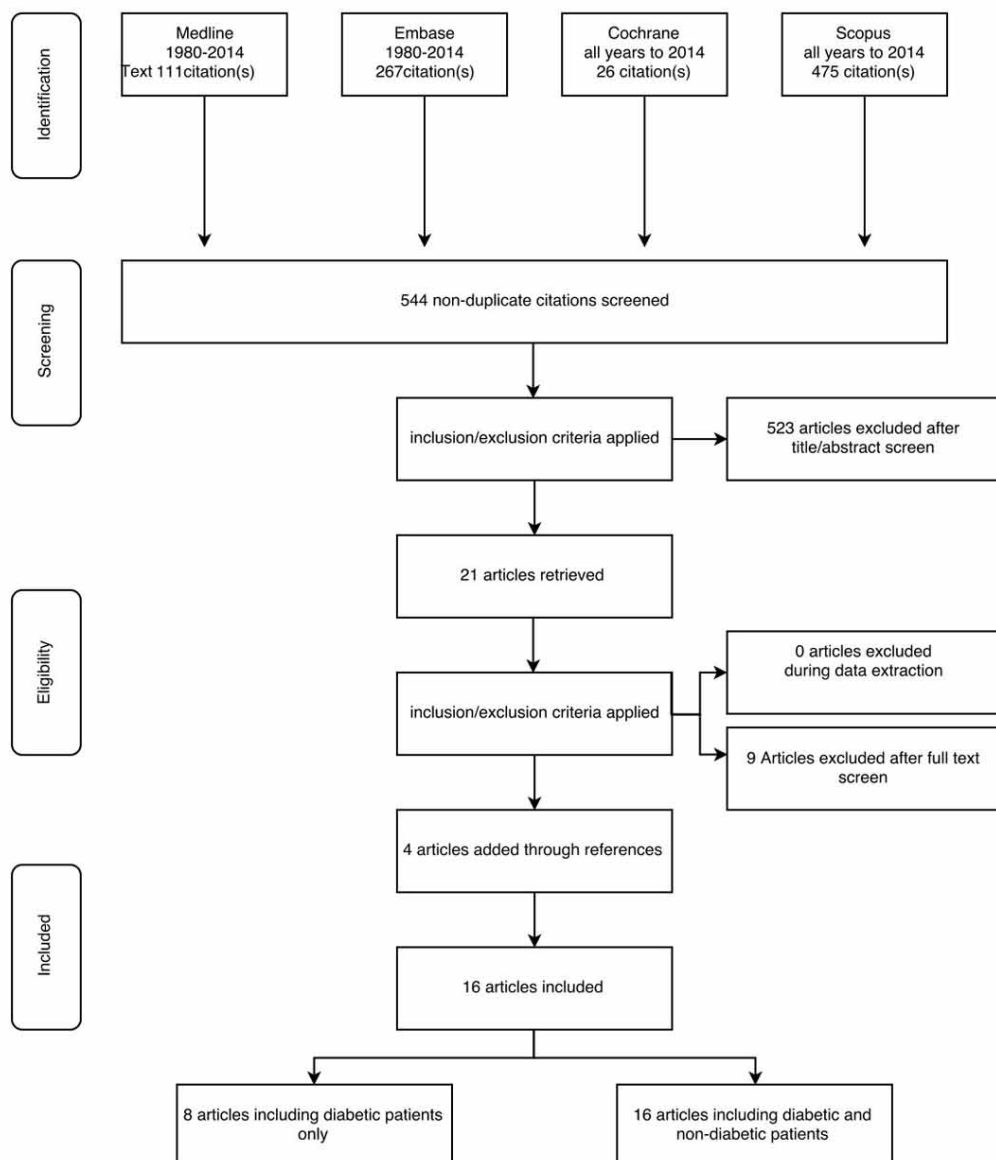 Identification
Medline
1980-2014
Text 111citation(s)
Embase
1980-2014
267citation(s)
Cochrane
all years to 2014
26 citation(s)
Scopus
all years to 2014
475 citation(s)
Screening
544 non-duplicate citations screened
inclusion/exclusion criteria applied
523 articles excluded after
title/abstract screen
21 articles retrieved
Eligibility
inclusion/exclusion criteria applied
0 articles excluded
during data extraction
9 Articles excluded after full text
screen
4 articles added through references
Included
16 articles included
8 articles including diabetic patients
only
16 articles including diabetic and
non-diabetic patients